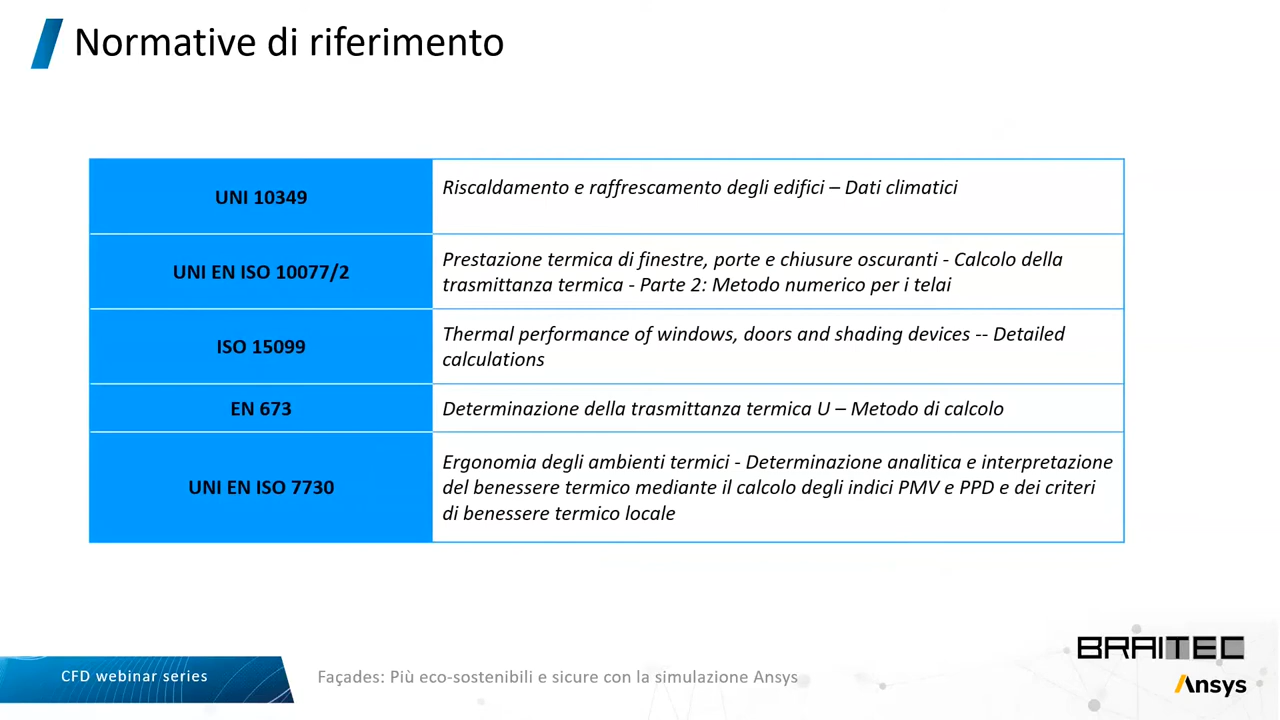 Normative di riferimento
UNI 10349
Riscaldamento e raffrescamento degli edifici – Dati climatici
UNI EN ISO 10077/2
Prestazione termica di finestre, porte e chiusure oscuranti - Calcolo della
trasmittanza termica - Parte 2: Metodo numerico per i telai
ISO 15099
Thermal performance of windows, doors and shading devices -- Detailed
calculations
EN 673
Determinazione della trasmittanza termica U – Metodo di calcolo
UNI EN ISO 7730
Ergonomia degli ambienti termici - Determinazione analitica e interpretazione
del benessere termico mediante il calcolo degli indici PMV e PPD e dei criteri
di benessere termico locale
CFD webinar series
Façades: Più eco-sostenibili e sicure con la simulazione Ansys
BRAITEC
Ansys